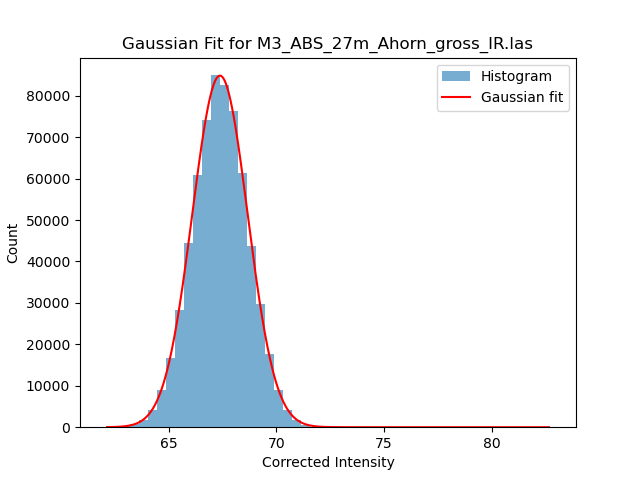 Gaussian Fit for M3_ABS_27m_Ahorn_gross_IR.las
Histogram
Gaussian fit
80000
70000
60000
50000
40000
30000
20000
10000
0
Count
65 70 75 80
Corrected Intensity